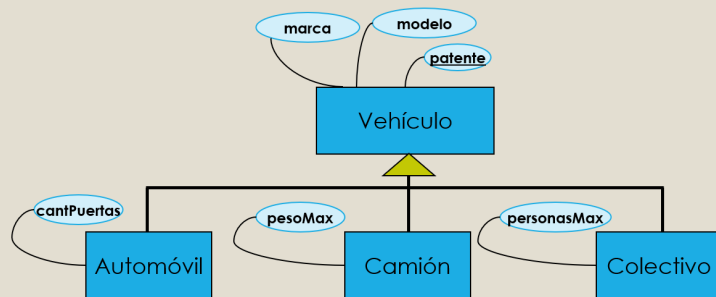 marca
modelo
patente
Vehículo
cantPuertas
pesoMax
personasMax
Automóvil
Camión
Colectivo